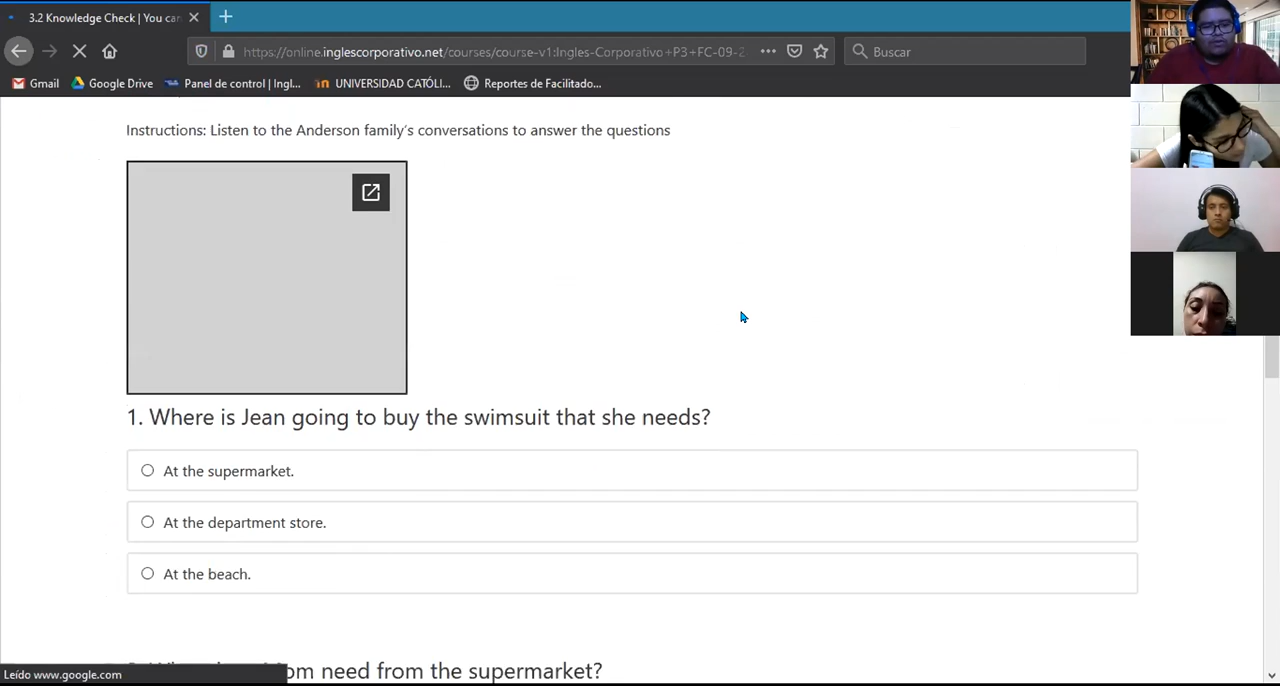 3.2 Knowledge Check | You can
https://online.inglescorporativo.net/courses/course-v1:Ingles-Corporativo+P3+FC-09-2
Buscar
Gmail
Google Drive
Panel de control | Ingl...
UNIVERSIDAD CATÓLI...
Reportes de Facilitado...
Instructions: Listen to the Anderson family's conversations to answer the questions
1. Where is Jean going to buy the swimsuit that she needs?
At the supermarket.
At the department store.
At the beach.
Mom need from the supermarket?
Leído www.google.com